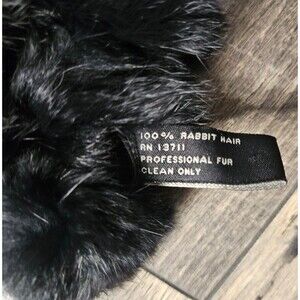 100% RABBIT HAIR
RN 13711
PROFESSIONAL FUR
CLEAN ONLY